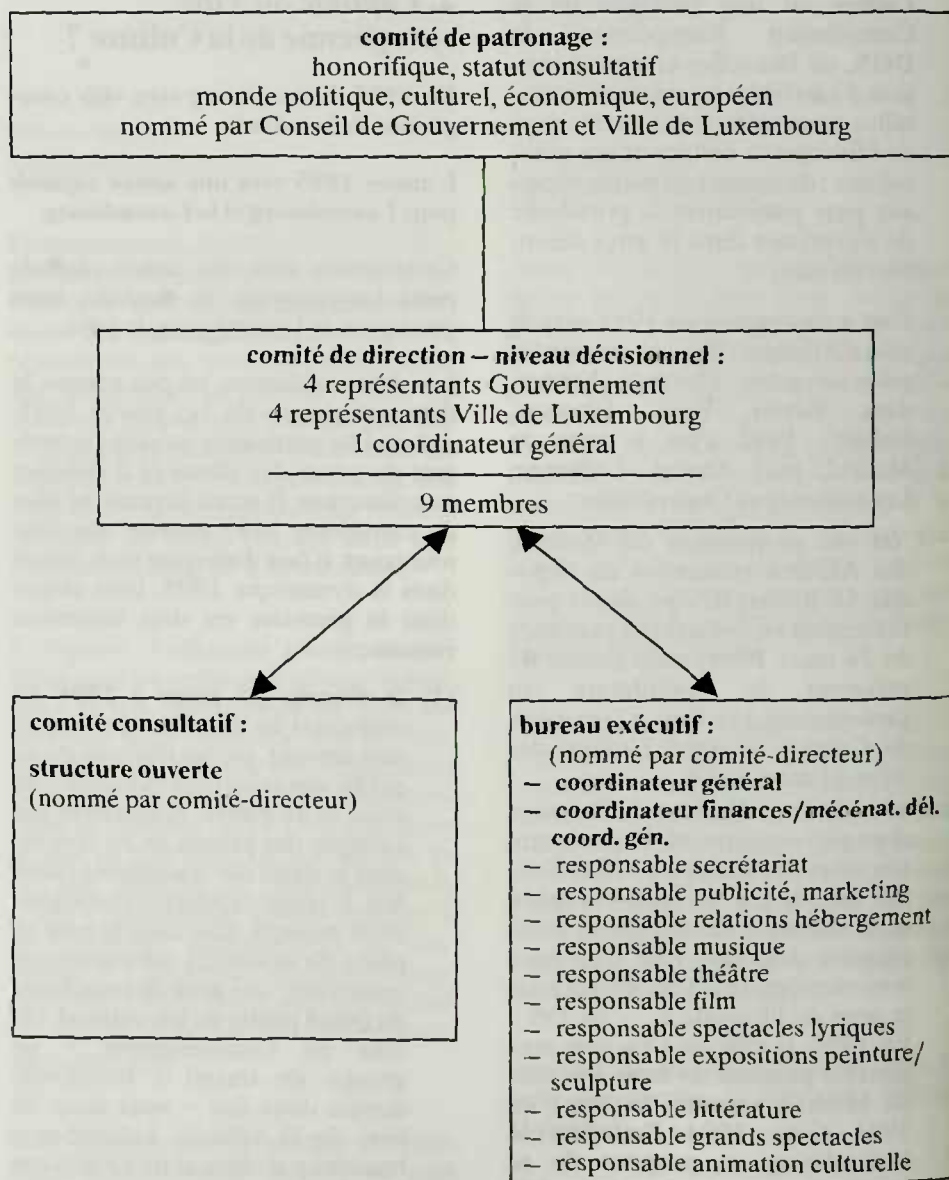 comité de patronage :
honorifique, statut consultatif
monde politique, culturel, économique, européen
nommé par Conseil de Gouvernement et Ville de Luxembourg
comité de direction – niveau décisionnel :
4 représentants Gouvernement
4 représentants Ville de Luxembourg
1 coordinateur général
9 membres
comité consultatif :
structure ouverte
(nommé par comité-directeur)
bureau exécutif :
(nommé par comité-directeur)
– coordinateur général
– coordinateur finances/mécénat. dél.
coord. gén.
– responsable secrétariat
– responsable publicité, marketing
– responsable relations hébergement
– responsable musique
– responsable théâtre
– responsable film
– responsable spectacles lyriques
– responsable expositions peinture/
sculpture
– responsable littérature
– responsable grands spectacles
– responsable animation culturelle